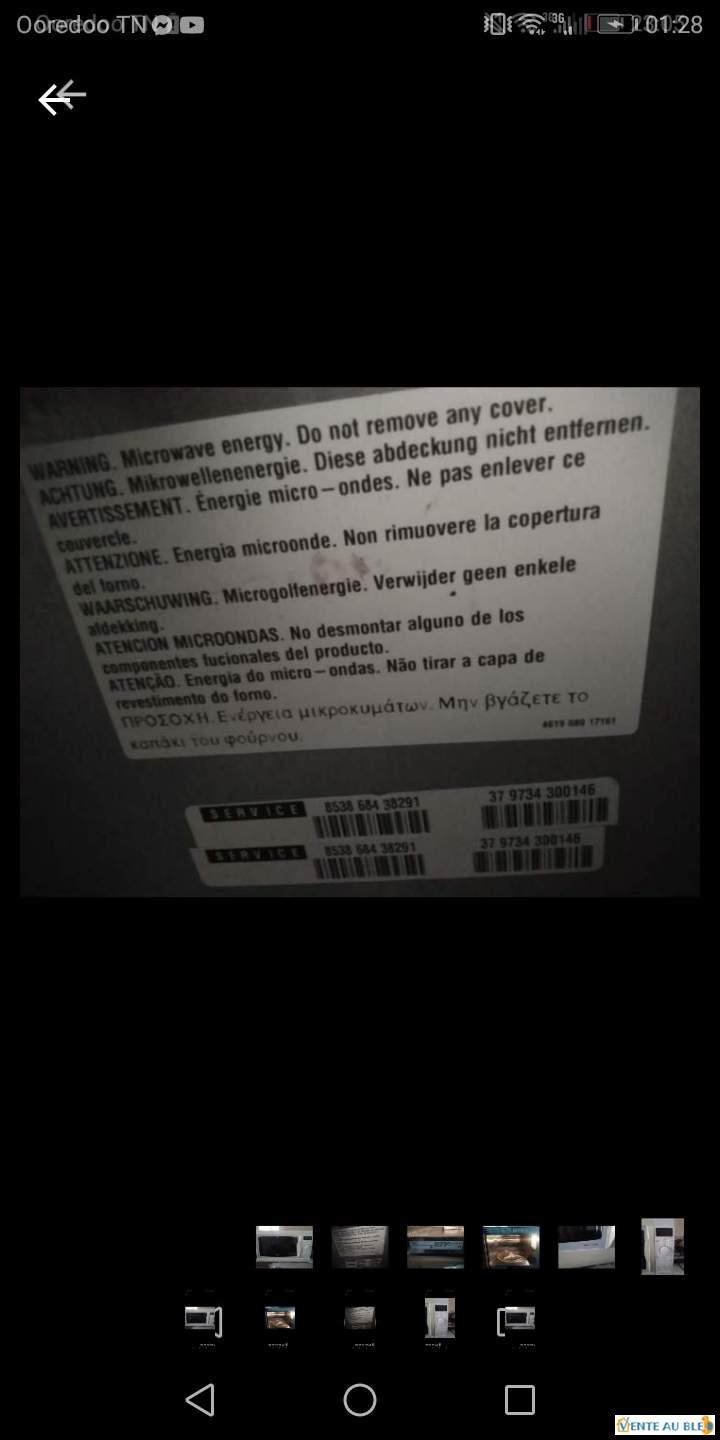 Ooredoo TN
01:28
WARNING. Microwave energy. Do not remove any cover.
ACHTUNG. Mikrowellenenergie. Diese abdeckung nicht entfernen.
AVERTISSEMENT. Énergie micro–ondes. Ne pas enlever ce
couvercle.
ATTENZIONE. Energia microonde. Non rimuovere la copertura
del forno.
WAARSCHUWING. Microgolfenergie. Verwijder geen enkele
afdekking.
ATENCION MICROONDAS. No desmontar alguno de los
componentes fucionales del producto.
ATENÇÃO. Energia do micro–ondas. Não tirar a capa de
revestimento do forno.
ΠΡΟΣΟΧΗ. Ενέργεια μικροκυμάτων. Μην βγάζετε το
καπάκι του φούρνου.
4619 680 17161
SERVICE 8538 684 38291 37 9734 300146
SERVICE 8538 684 38291 37 9734 300146
VENTE AU BLED